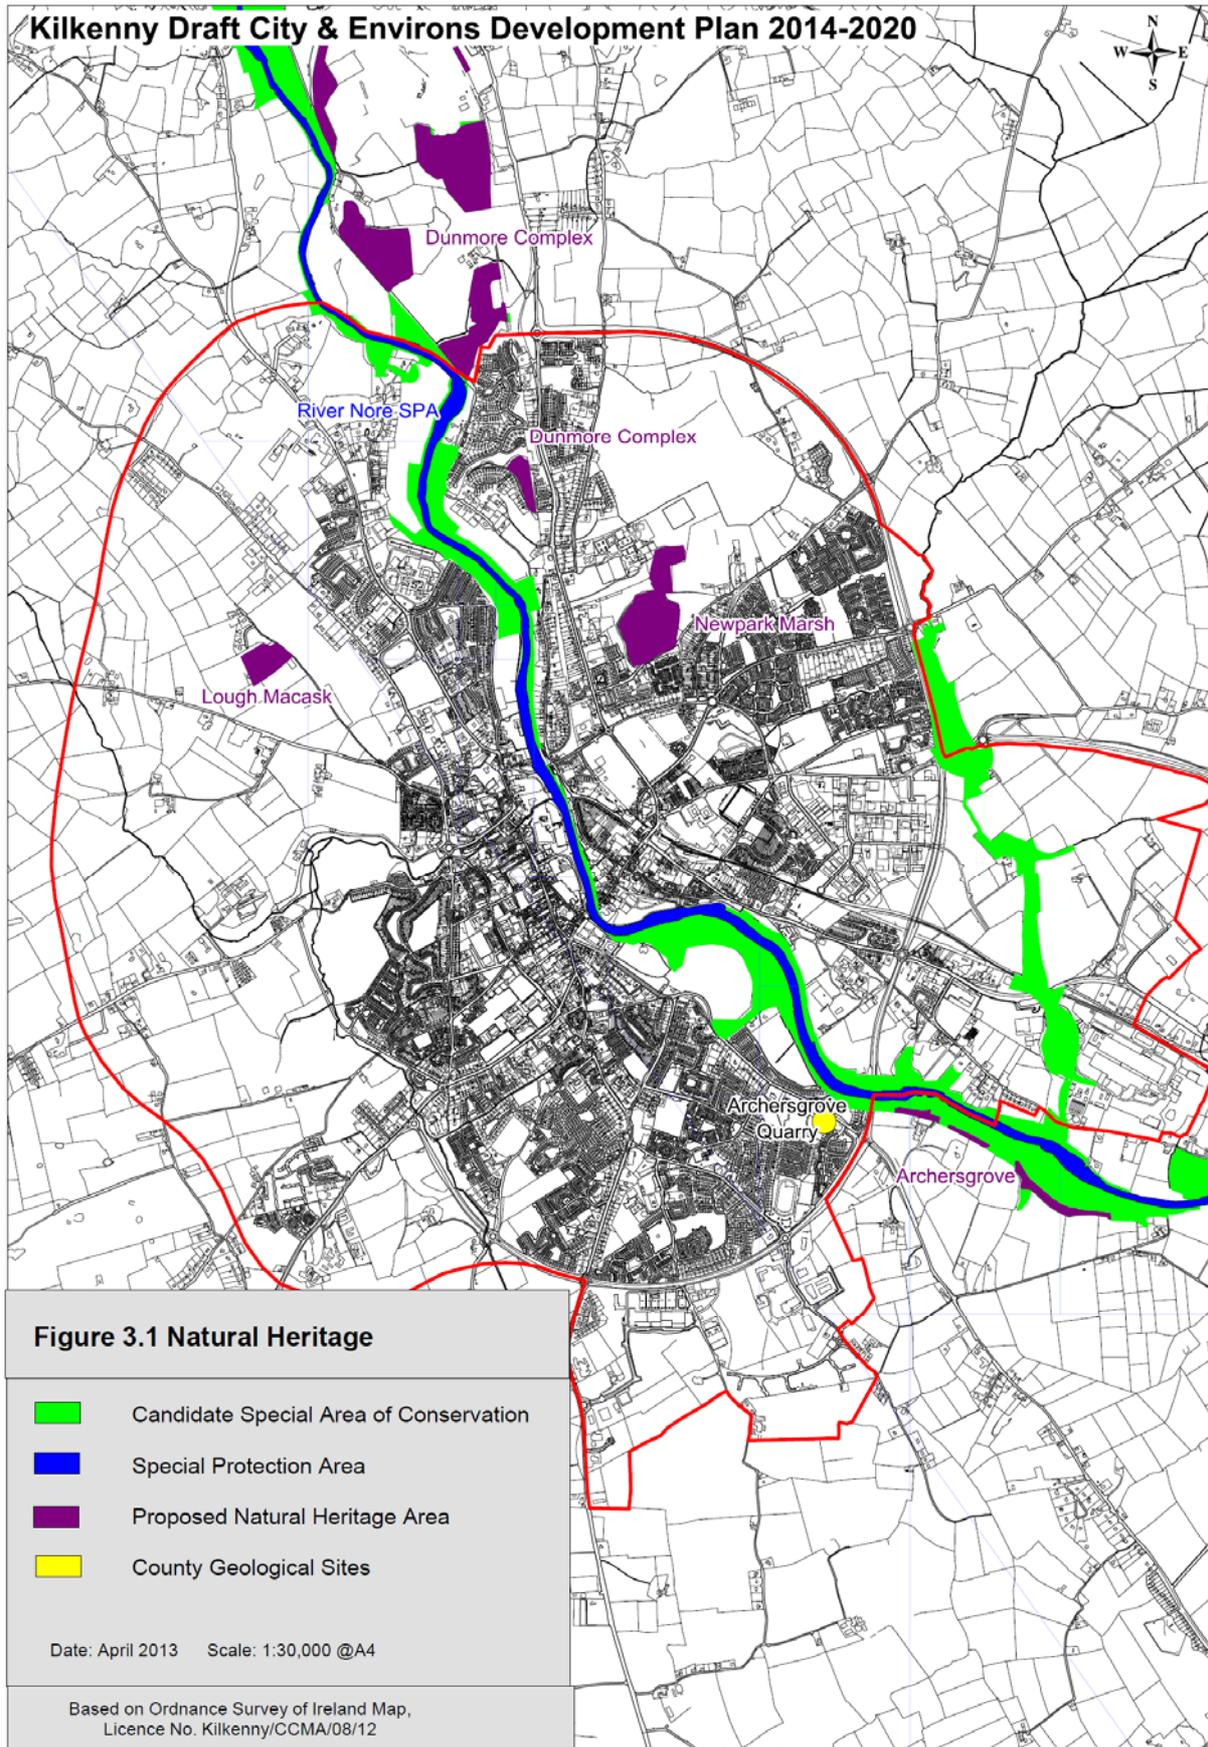 Kilkenny Draft City & Environs Development Plan 2014-2020
N
W E
S
Dunmore Complex
River Nore SPA
Dunmore Complex
Newpark Marsh
Lough Macask
Archersgrove
Quarry
Archersgrove
Figure 3.1 Natural Heritage
Candidate Special Area of Conservation
Special Protection Area
Proposed Natural Heritage Area
County Geological Sites
Date: April 2013 Scale: 1:30,000 @A4
Based on Ordnance Survey of Ireland Map,
Licence No. Kilkenny/CCMA/08/12